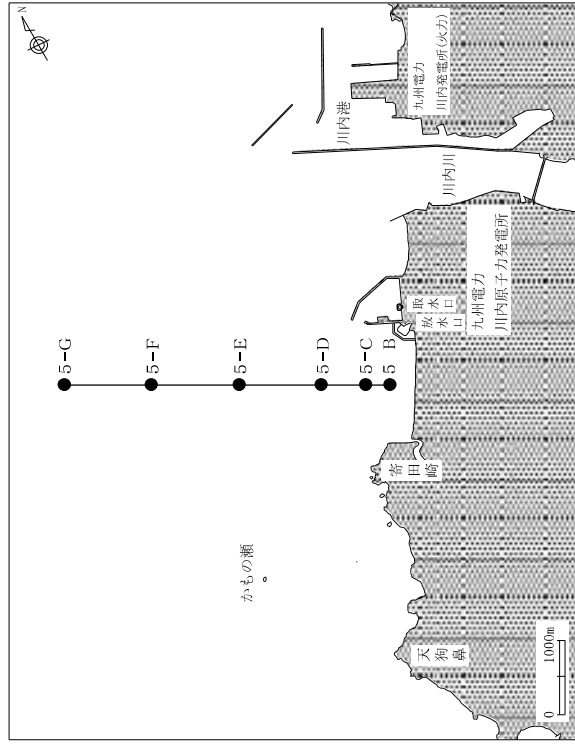 N
九州電力
川内発電所(火力)
川内港
川内川
九州電力
川内原子力発電所
取水口
放水口
5-G
5-F
5-E
5-D
5-C
5 B
寄田崎
かもの瀬
天狗鼻
0 1000m